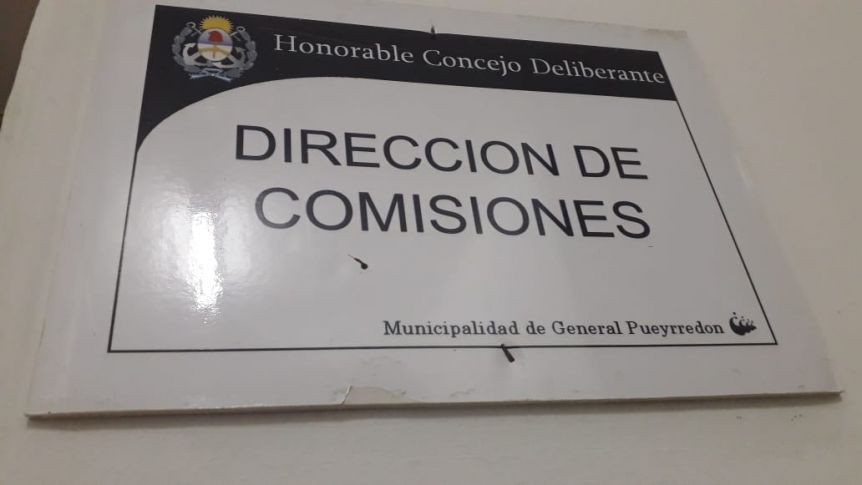 Honorable Concejo Deliberante
DIRECCION DE
COMISIONES
Municipalidad de General Pueyrredon